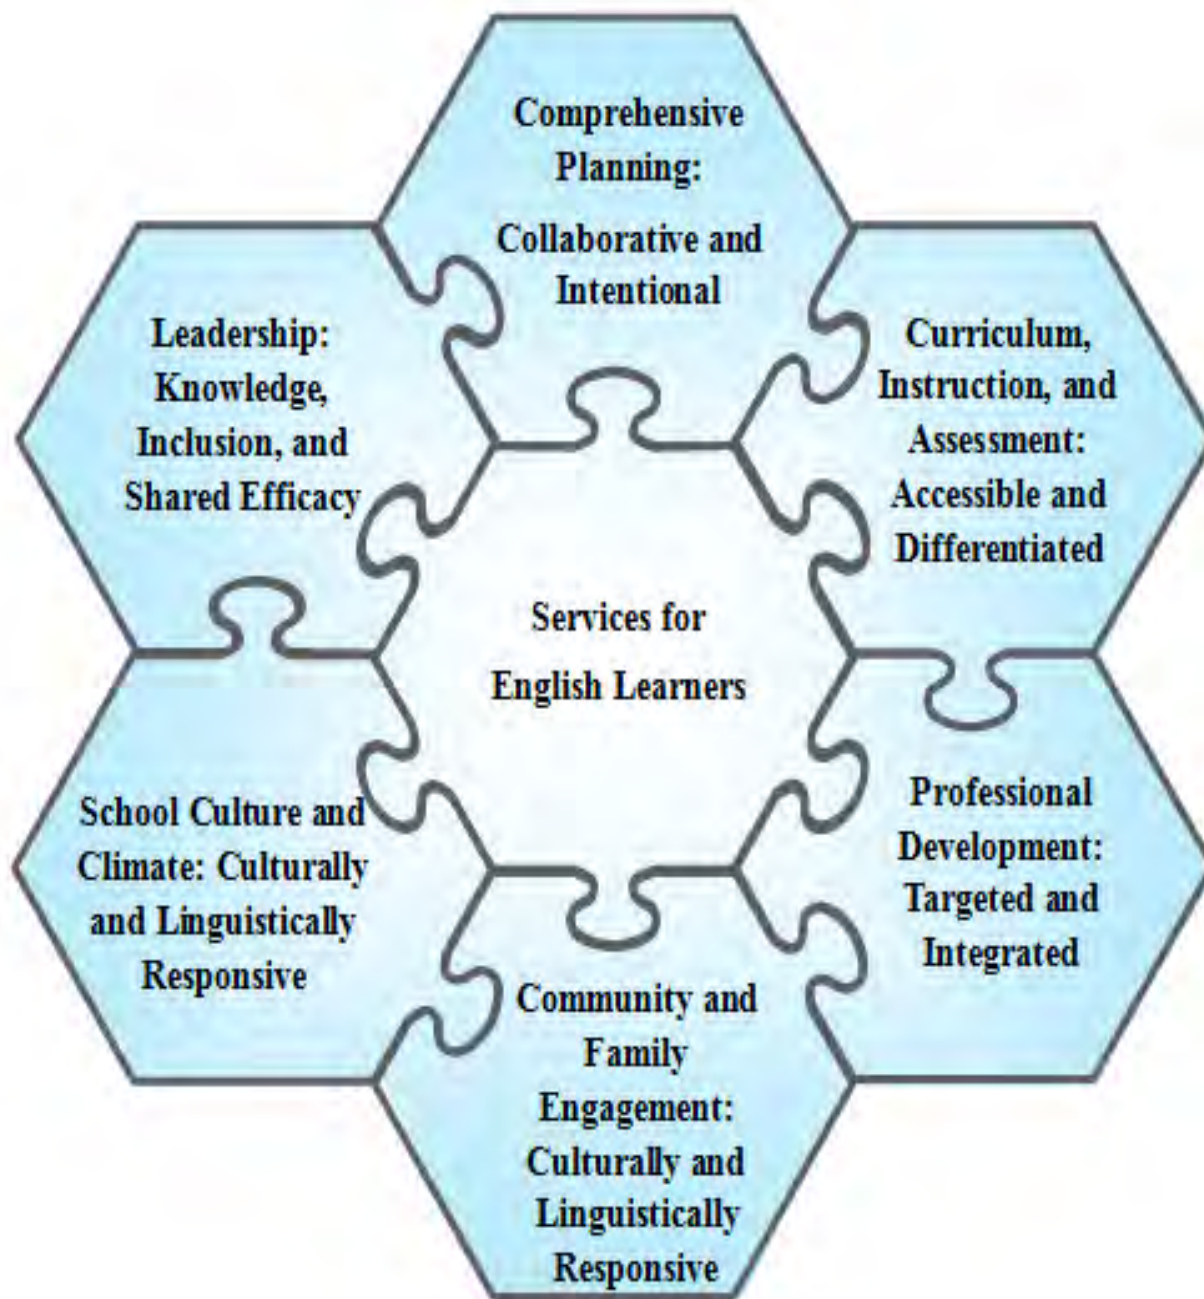 Comprehensive
Planning:
Collaborative and
Intentional
Leadership:
Knowledge,
Inclusion, and
Shared Efficacy
Curriculum,
Instruction, and
Assessment:
Accessible and
Differentiated
Services for
English Learners
School Culture and
Climate: Culturally
and Linguistically
Responsive
Professional
Development:
Targeted and
Integrated
Community and
Family
Engagement:
Culturally and
Linguistically
Responsive